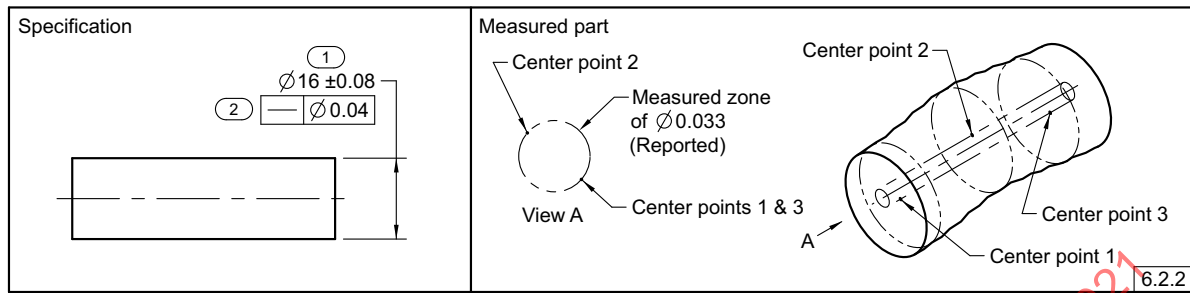 Specification
1
∅16 ±0.08
2
— ∅0.04
Measured part
Center point 2
Measured zone
of ∅0.033
(Reported)
View A
Center points 1 & 3
Center point 2
Center point 3
A
Center point 1
6.2.2